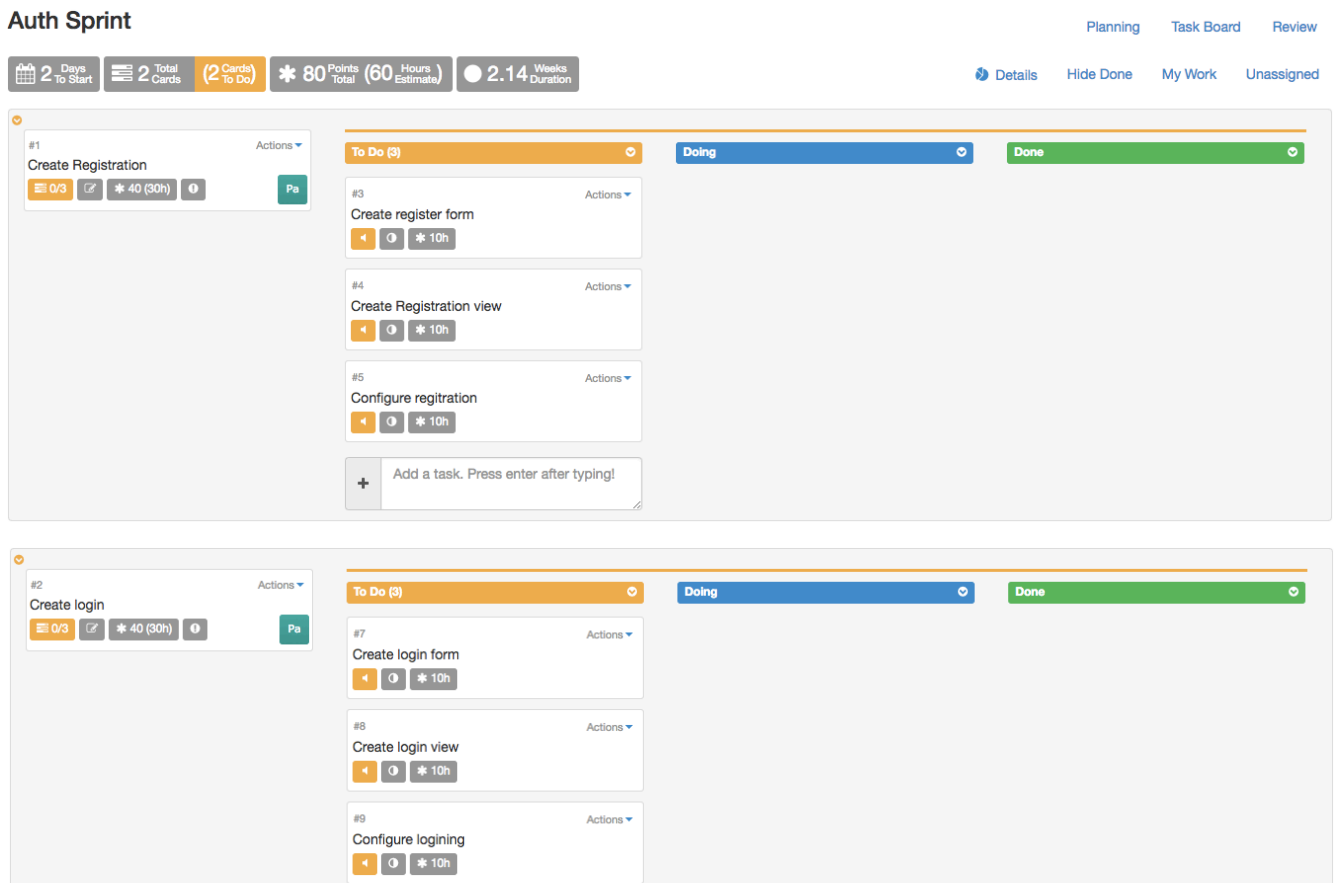 Auth Sprint
Planning Task Board Review
2 Days To Start 2 Total Cards (2 Cards To Do) 80 Points Total (60 Hours Estimate) 2.14 Weeks Duration
Details Hide Done My Work Unassigned
#1 Actions
Create Registration
0/3 40 (30h) Pa
To Do (3) Doing Done
#3 Actions
Create register form
10h
#4 Actions
Create Registration view
10h
#5 Actions
Configure regitration
10h
+ Add a task. Press enter after typing!
#2 Actions
Create login
0/3 40 (30h) Pa
To Do (3) Doing Done
#7 Actions
Create login form
10h
#8 Actions
Create login view
10h
#9 Actions
Configure logining
10h